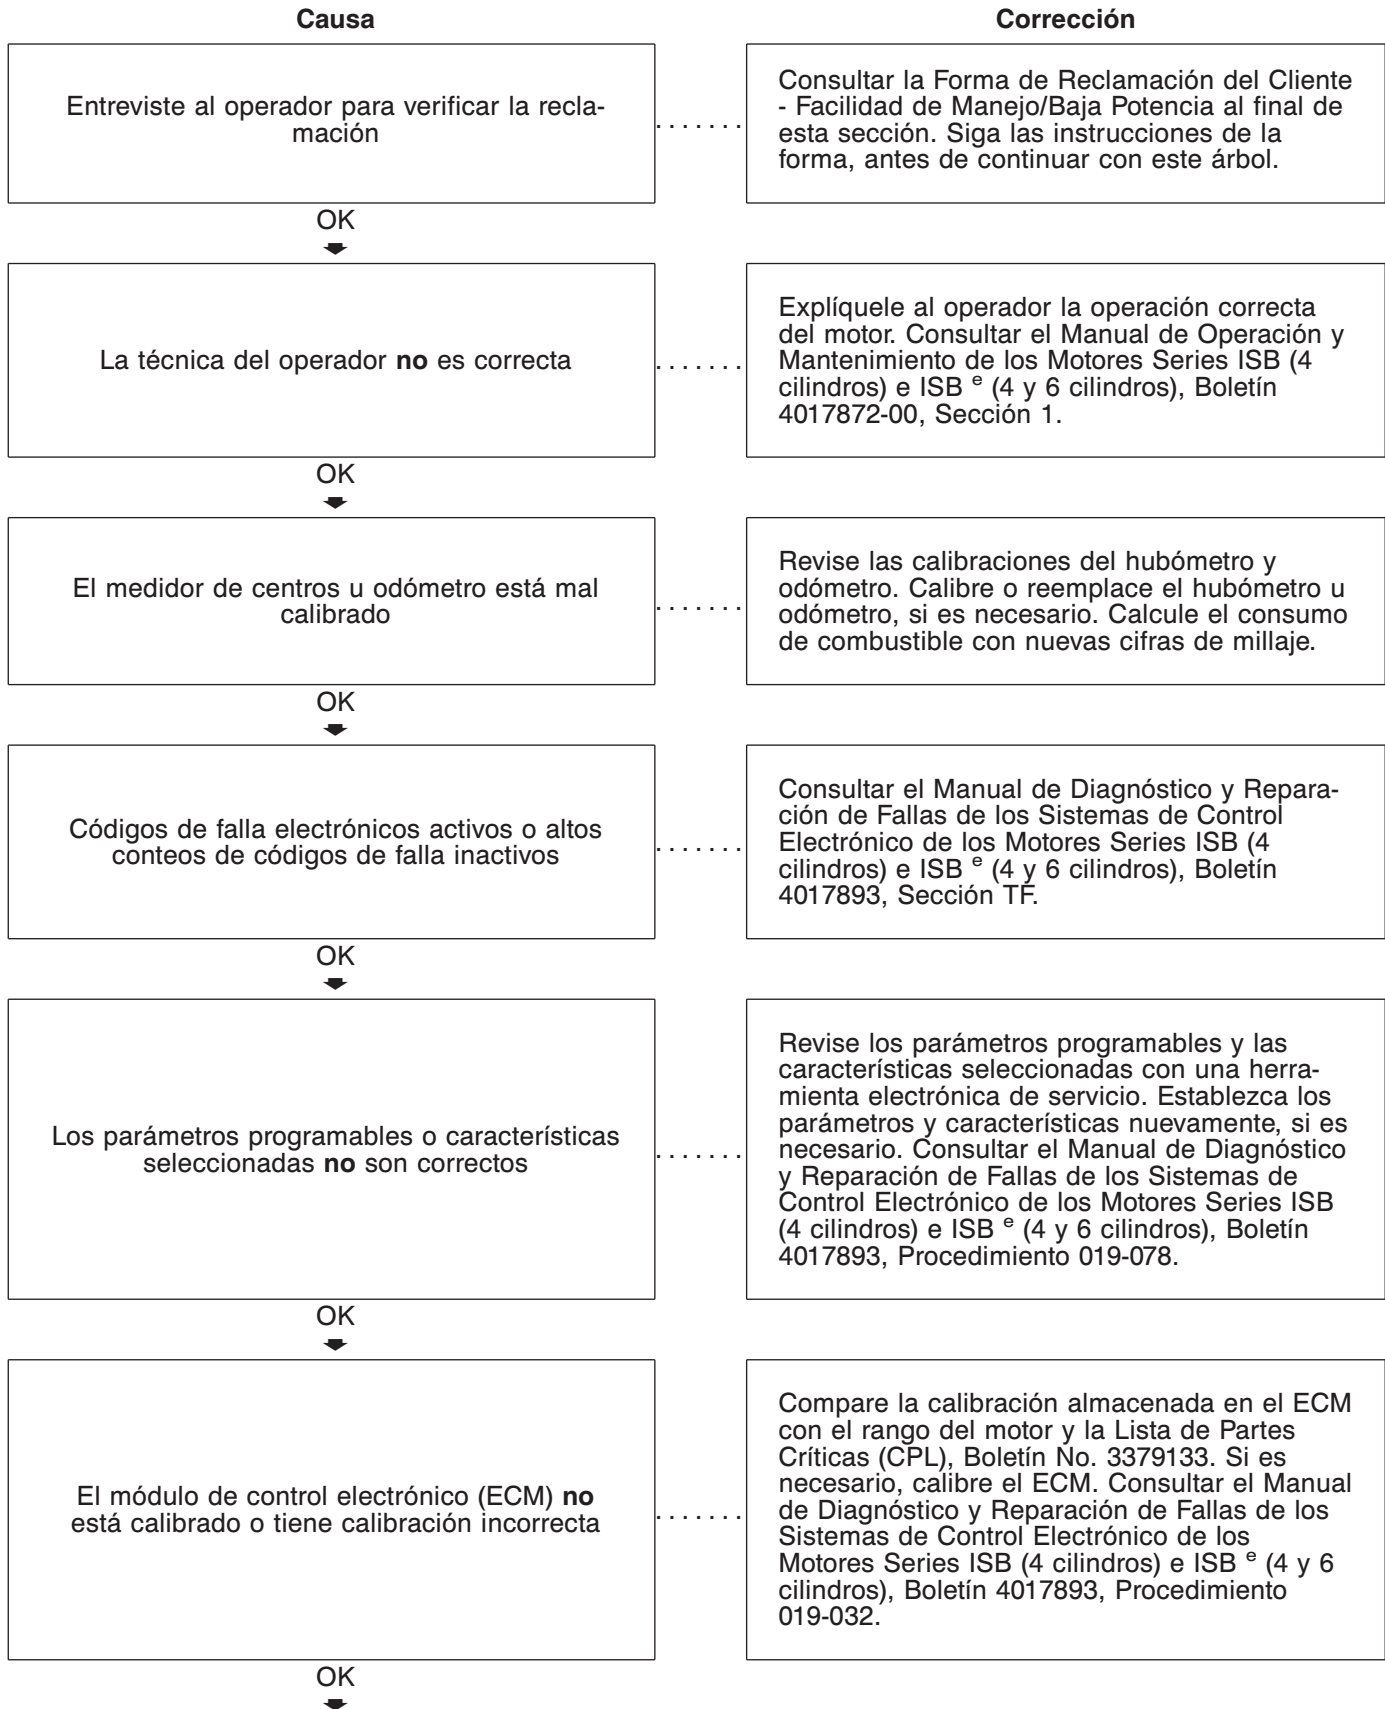 Causa
Corrección
Entreviste al operador para verificar la recla-
mación
. . . . . . .
Consultar la Forma de Reclamación del Cliente
- Facilidad de Manejo/Baja Potencia al final de
esta sección. Siga las instrucciones de la
forma, antes de continuar con este árbol.
OK
La técnica del operador no es correcta
. . . . . . .
Explíquele al operador la operación correcta
del motor. Consultar el Manual de Operación y
Mantenimiento de los Motores Series ISB (4
cilindros) e ISB e (4 y 6 cilindros), Boletín
4017872-00, Sección 1.
OK
El medidor de centros u odómetro está mal
calibrado
. . . . . . .
Revise las calibraciones del hubómetro y
odómetro. Calibre o reemplace el hubómetro u
odómetro, si es necesario. Calcule el consumo
de combustible con nuevas cifras de millaje.
OK
Códigos de falla electrónicos activos o altos
conteos de códigos de falla inactivos
. . . . . . .
Consultar el Manual de Diagnóstico y Repara-
ción de Fallas de los Sistemas de Control
Electrónico de los Motores Series ISB (4
cilindros) e ISB e (4 y 6 cilindros), Boletín
4017893, Sección TF.
OK
Los parámetros programables o características
seleccionadas no son correctos
. . . . . . .
Revise los parámetros programables y las
características seleccionadas con una herra-
mienta electrónica de servicio. Establezca los
parámetros y características nuevamente, si es
necesario. Consultar el Manual de Diagnóstico
y Reparación de Fallas de los Sistemas de
Control Electrónico de los Motores Series ISB
(4 cilindros) e ISB e (4 y 6 cilindros), Boletín
4017893, Procedimiento 019-078.
OK
El módulo de control electrónico (ECM) no
está calibrado o tiene calibración incorrecta
. . . . . . .
Compare la calibración almacenada en el ECM
con el rango del motor y la Lista de Partes
Críticas (CPL), Boletín No. 3379133. Si es
necesario, calibre el ECM. Consultar el Manual
de Diagnóstico y Reparación de Fallas de los
Sistemas de Control Electrónico de los
Motores Series ISB (4 cilindros) e ISB e (4 y 6
cilindros), Boletín 4017893, Procedimiento
019-032.
OK